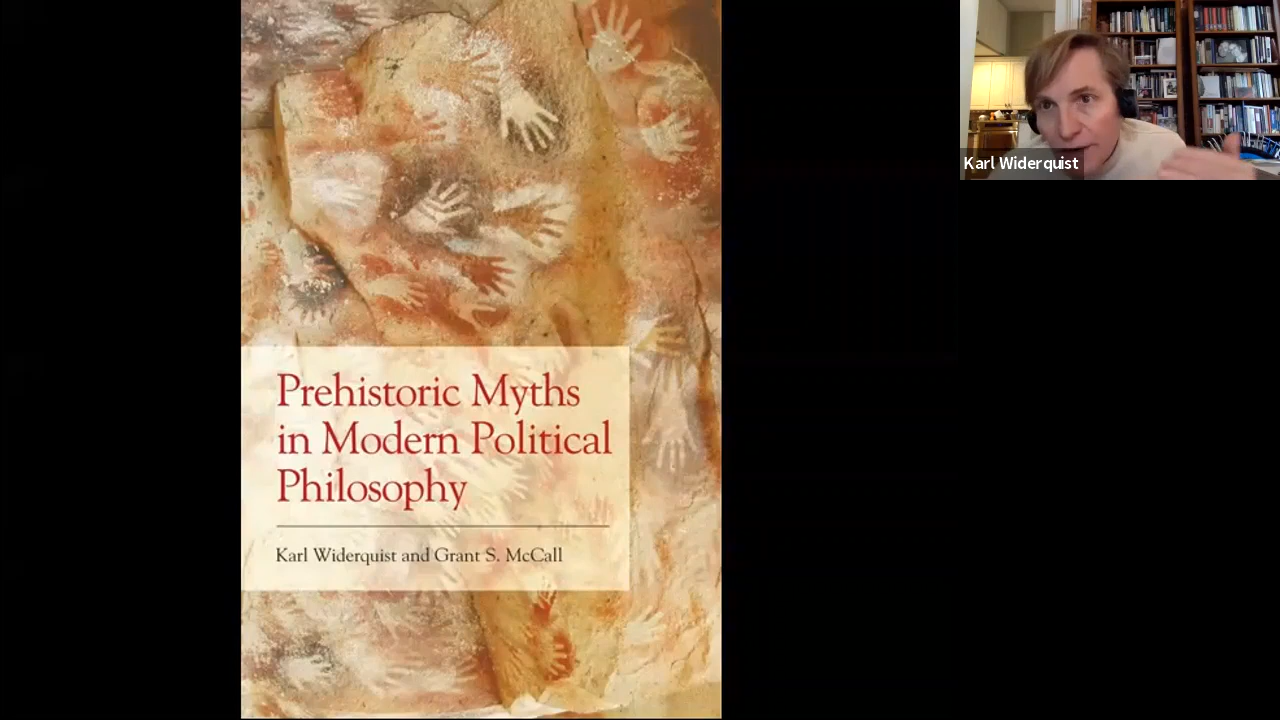 Prehistoric Myths
in Modern Political
Philosophy
Karl Widerquist and Grant S. McCall
Karl Widerquist